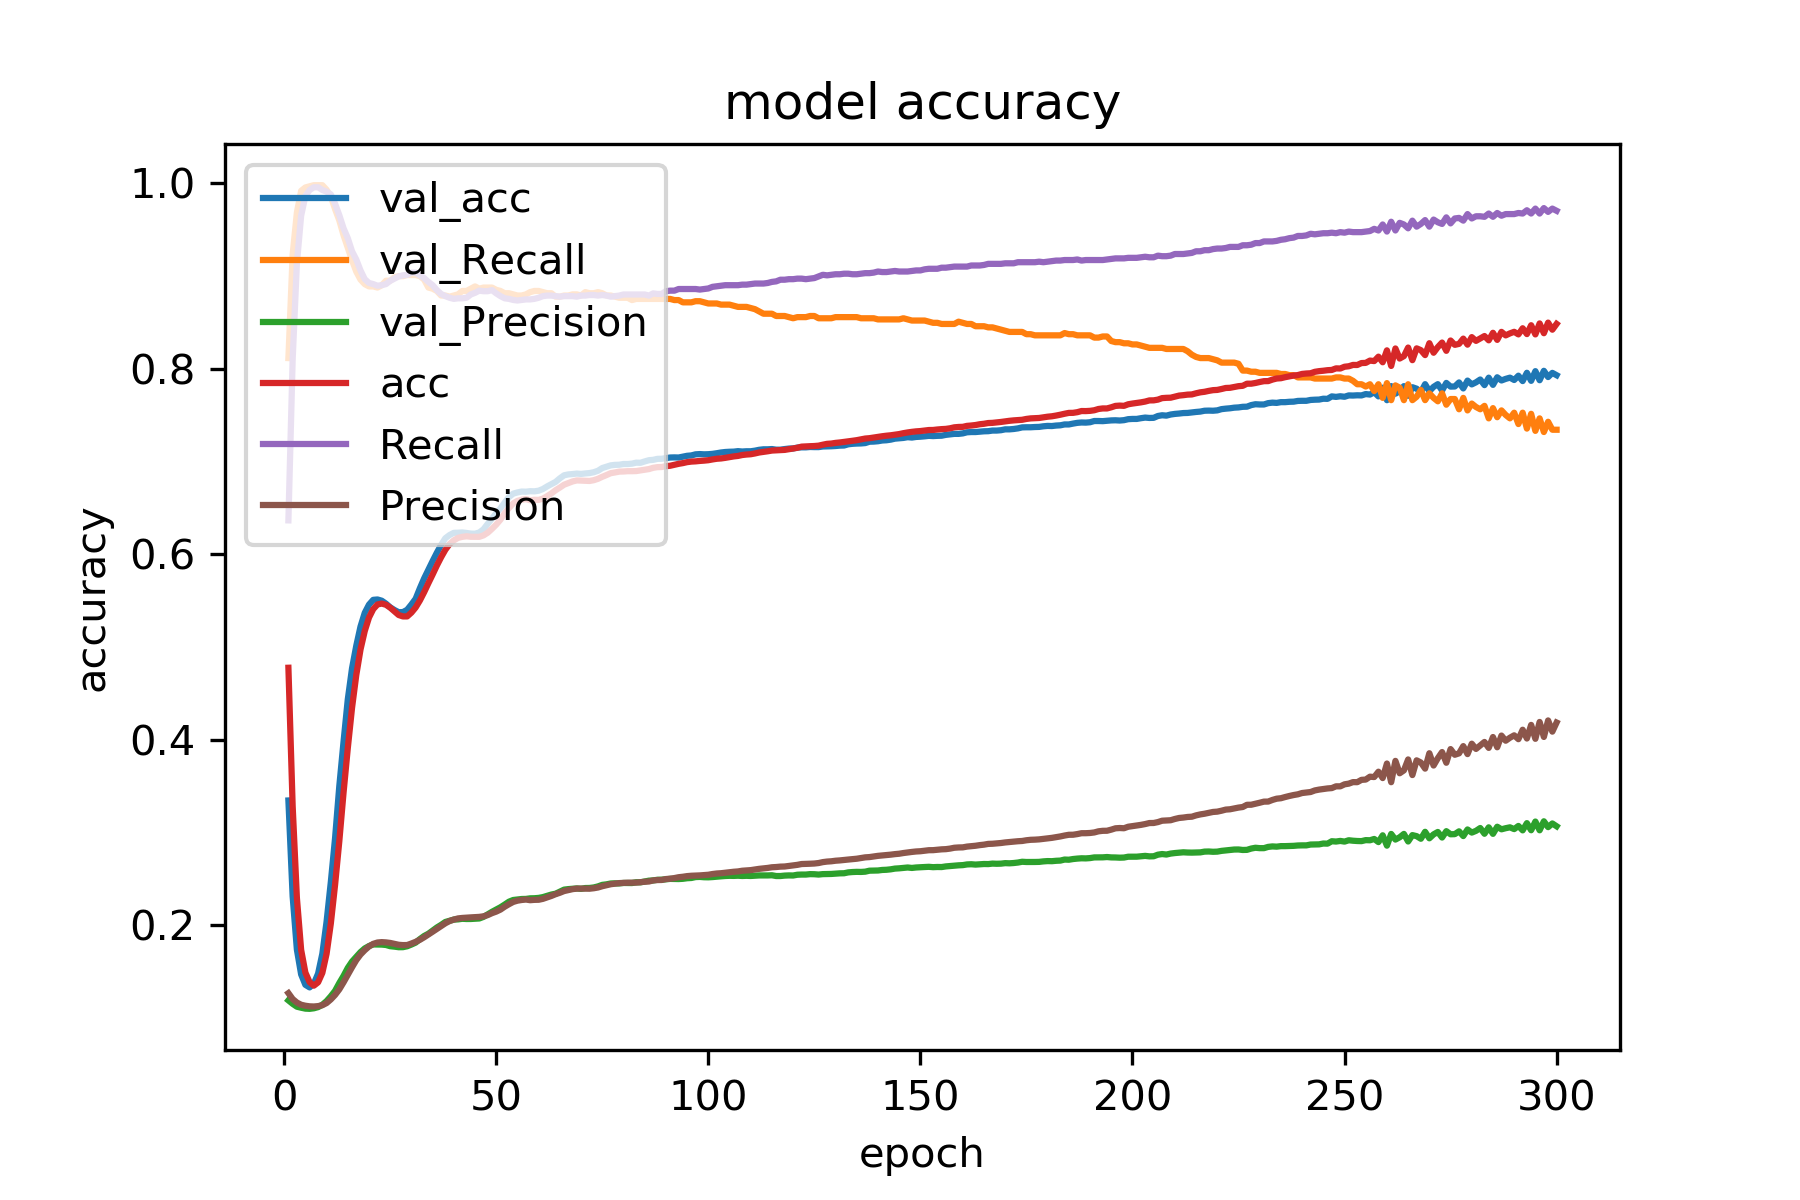 model accuracy
1.0
0.8
0.6
0.4
0.2
accuracy
val_acc
val_Recall
val_Precision
acc
Recall
Precision
0 50 100 150 200 250 300
epoch